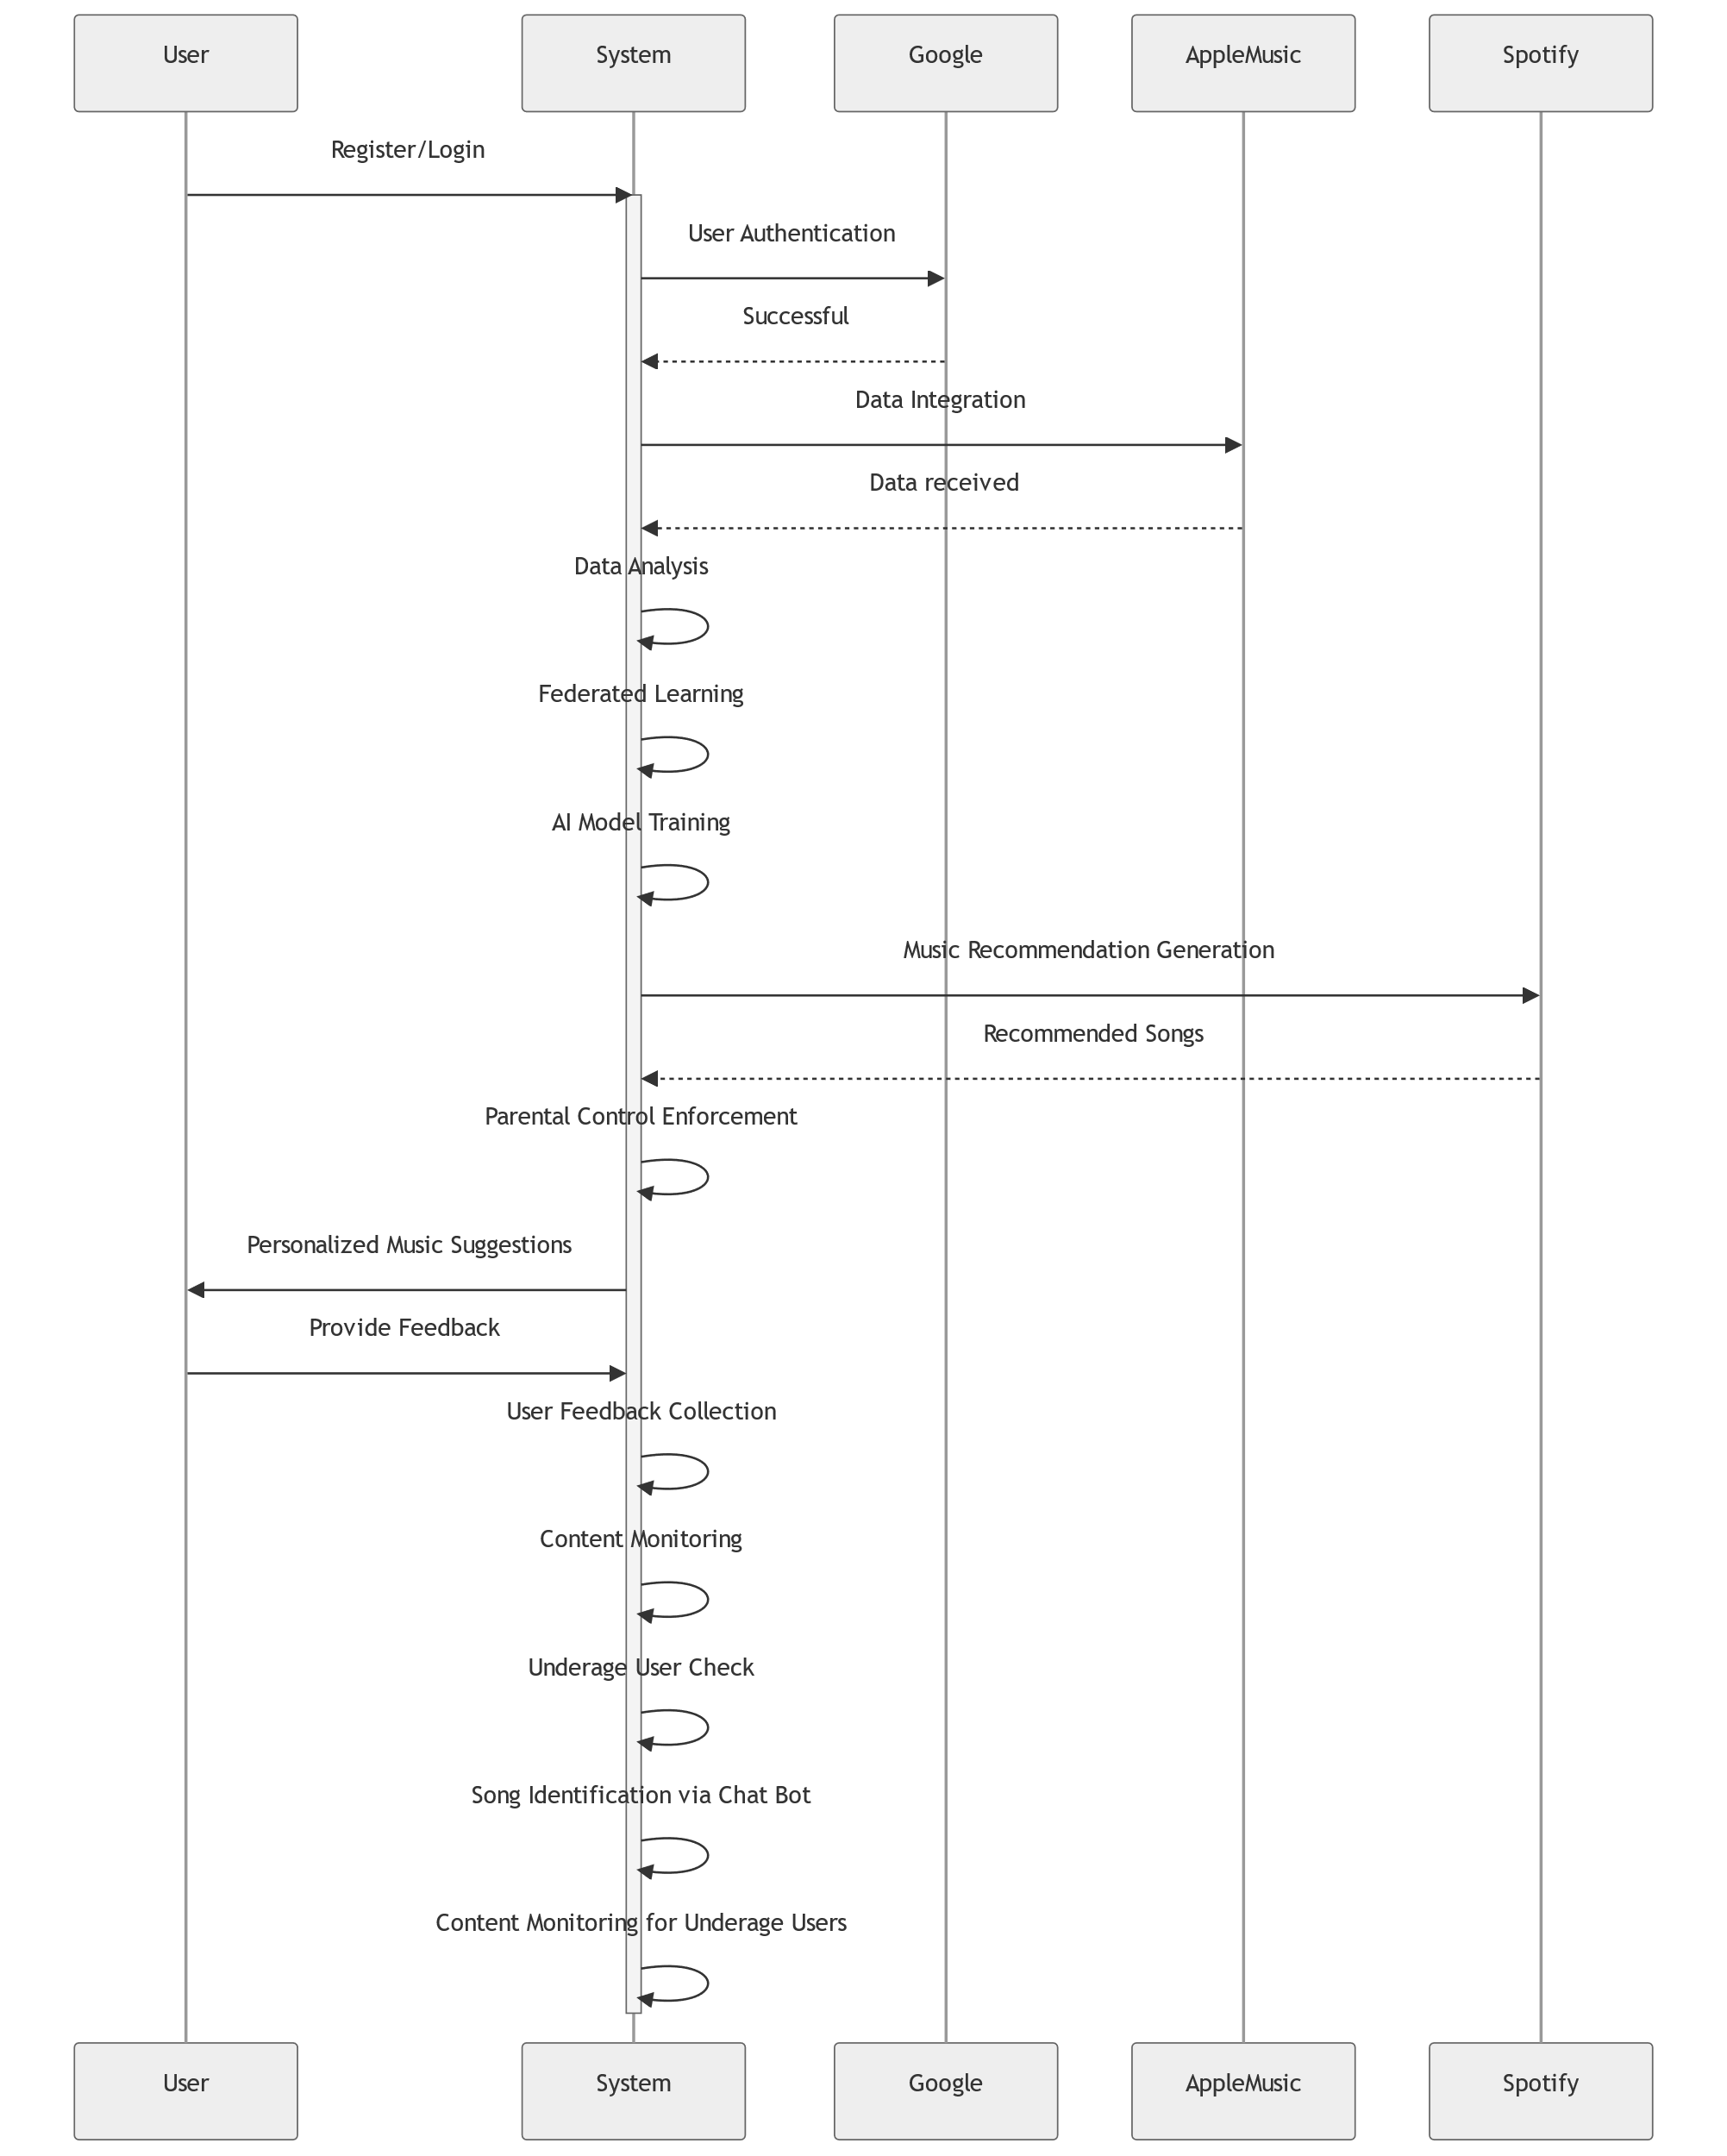 User
System
Google
AppleMusic
Spotify
Register/Login
User Authentication
Successful
Data Integration
Data received
Data Analysis
Federated Learning
AI Model Training
Music Recommendation Generation
Recommended Songs
Parental Control Enforcement
Personalized Music Suggestions
Provide Feedback
User Feedback Collection
Content Monitoring
Underage User Check
Song Identification via Chat Bot
Content Monitoring for Underage Users
User
System
Google
AppleMusic
Spotify